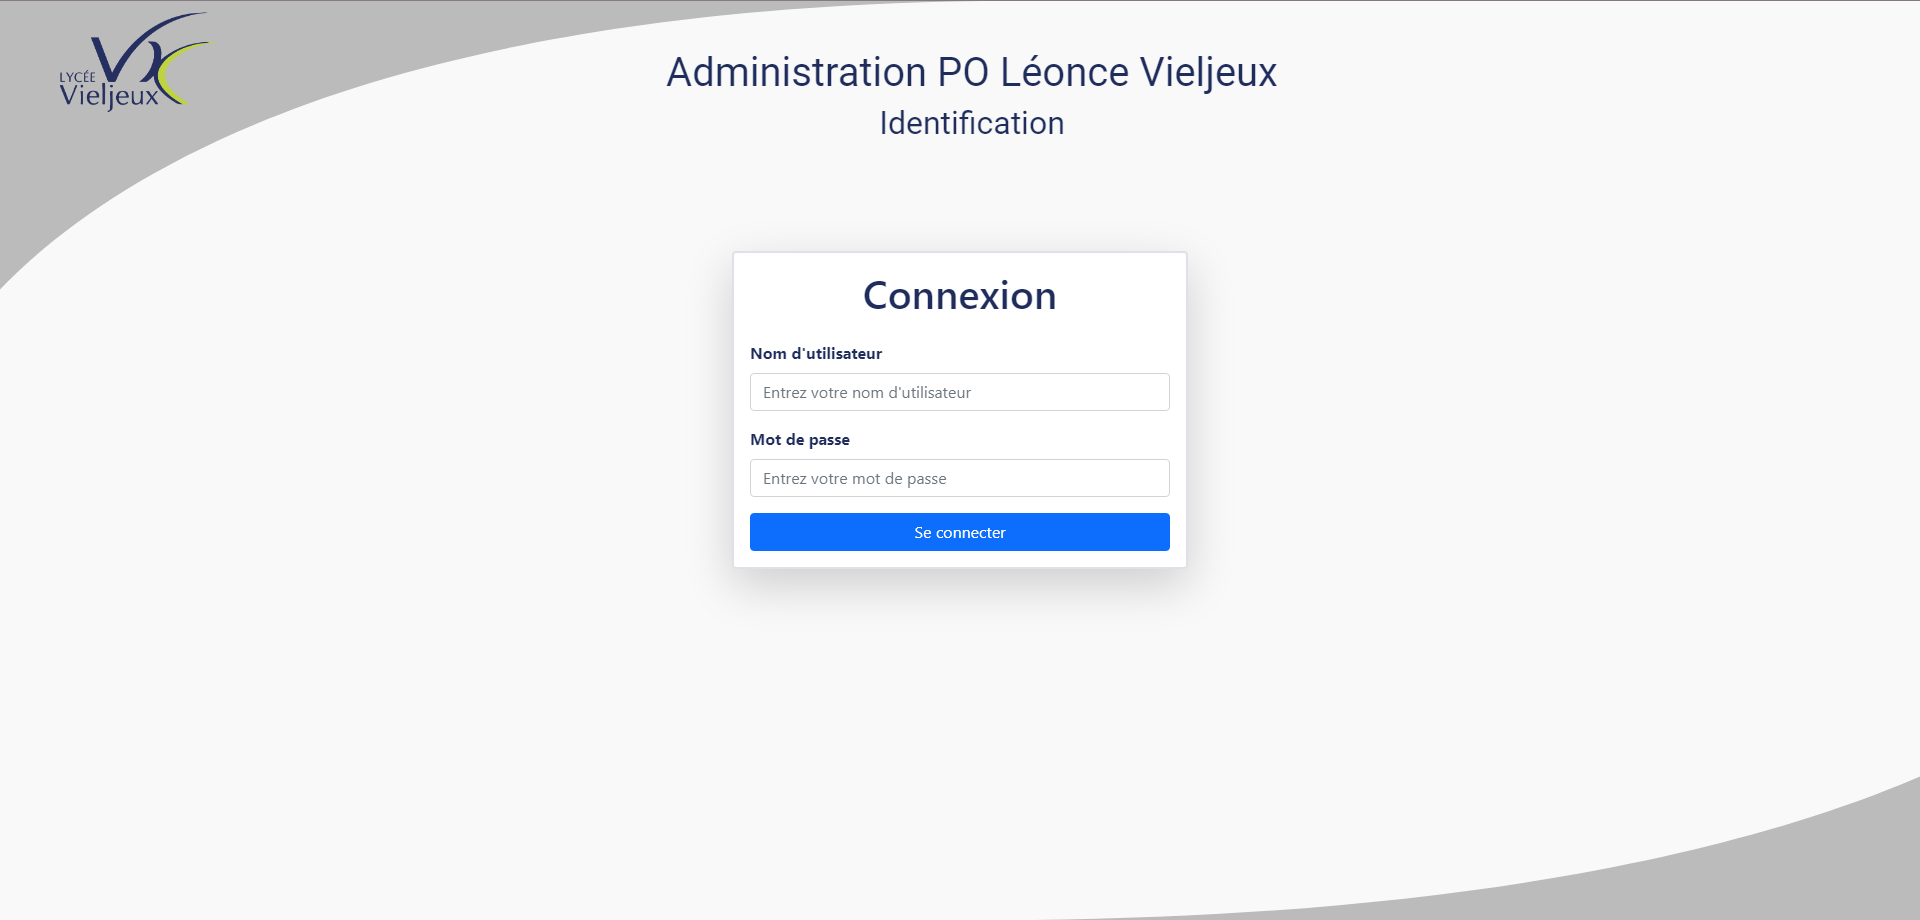 LYCÉE
Vieljeux
Administration PO Léonce Vieljeux
Identification
Connexion
Nom d'utilisateur
Entrez votre nom d'utilisateur
Mot de passe
Entrez votre mot de passe
Se connecter